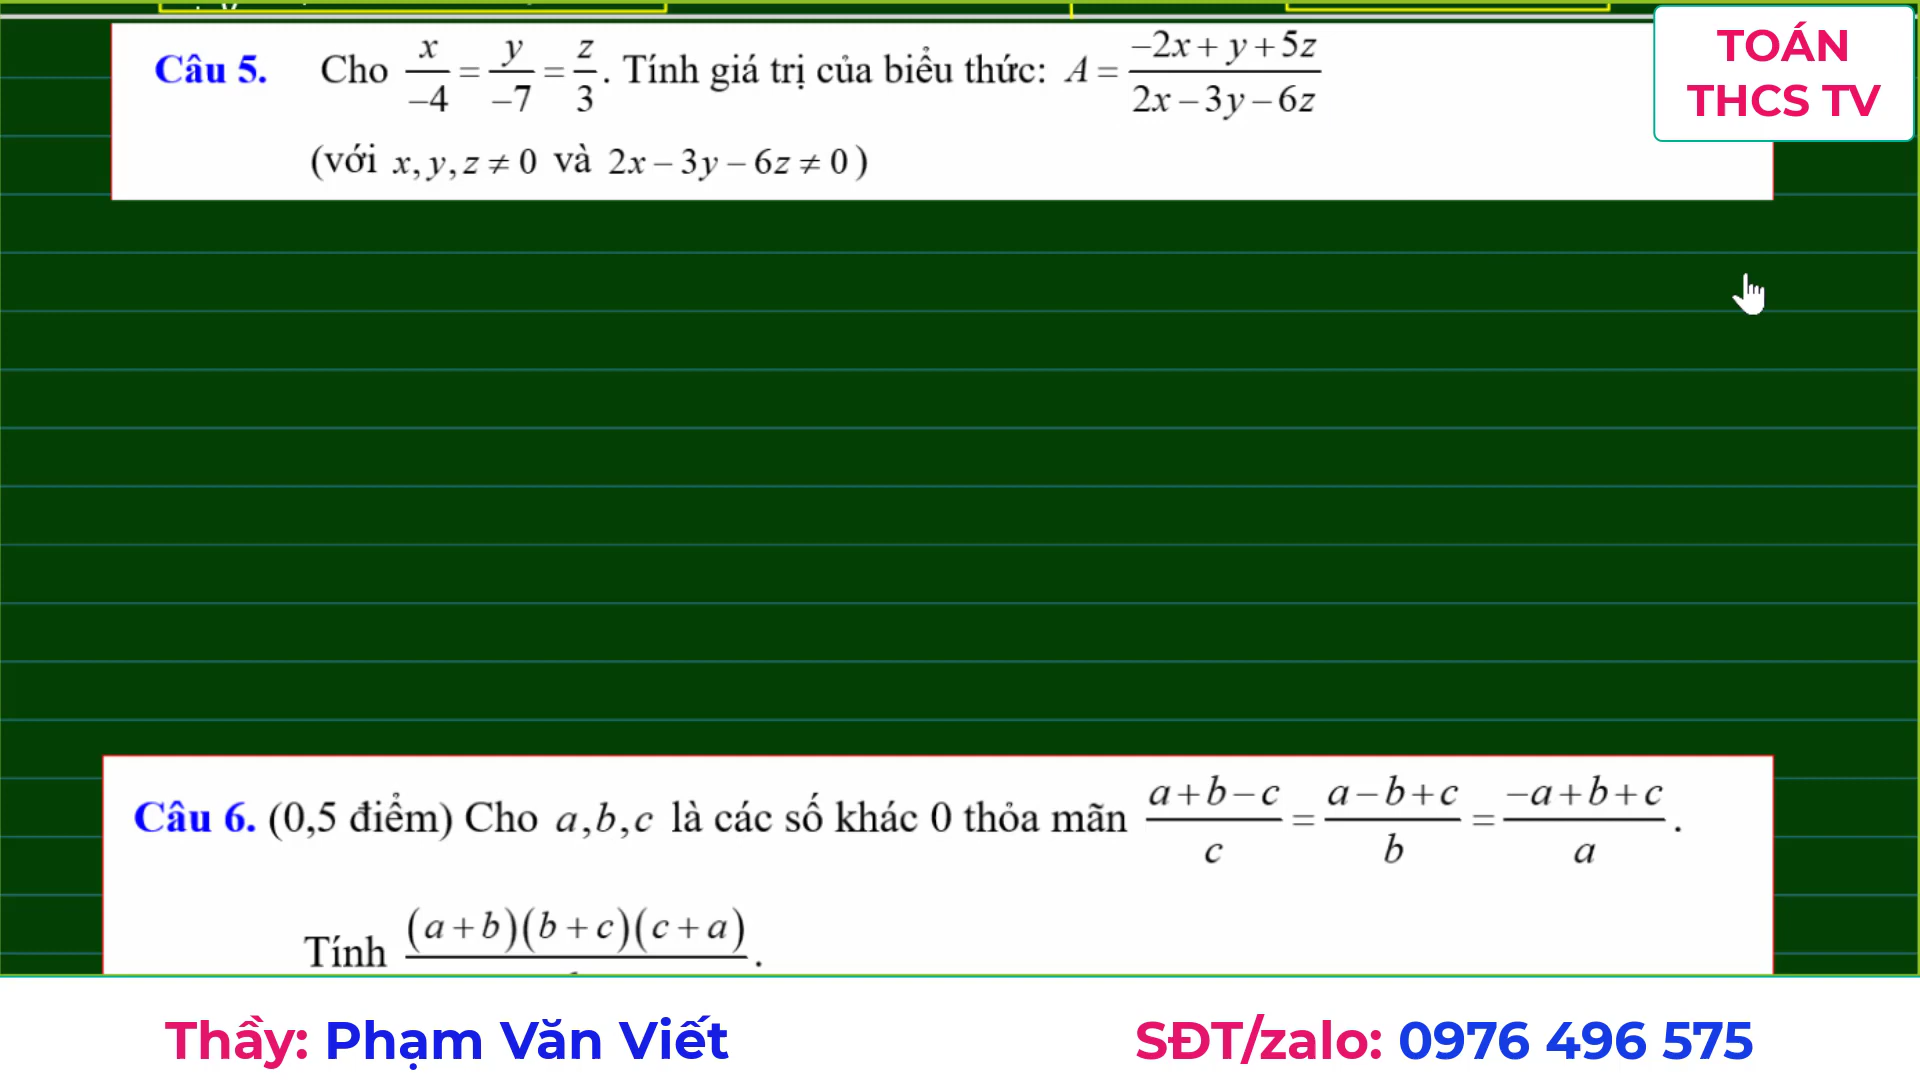 TOÁN
THCS TV
Câu 5. Cho x/−4 = y/−7 = z/3. Tính giá trị của biểu thức: A = (−2x + y + 5z)/(2x − 3y − 6z)
(với x, y, z ≠ 0 và 2x − 3y − 6z ≠ 0)
Câu 6. (0,5 điểm) Cho a,b,c là các số khác 0 thỏa mãn (a+b−c)/c = (a−b+c)/b = (−a+b+c)/a.
Tính (a+b)(b+c)(c+a) .
Thầy: Phạm Văn Viết
SĐT/zalo: 0976 496 575